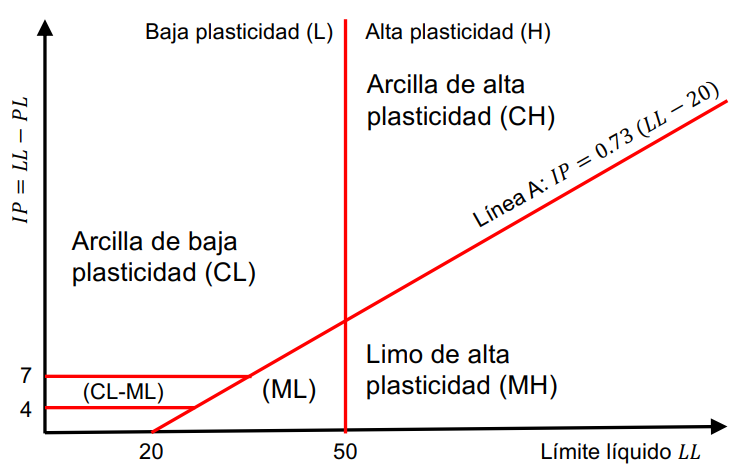 Baja plasticidad (L)
Alta plasticidad (H)
IP = LL − PL
Arcilla de alta
plasticidad (CH)
Línea A: IP = 0.73 (LL − 20)
Arcilla de baja
plasticidad (CL)
Limo de alta
plasticidad (MH)
7
(CL-ML)
(ML)
4
20
50
Límite líquido LL